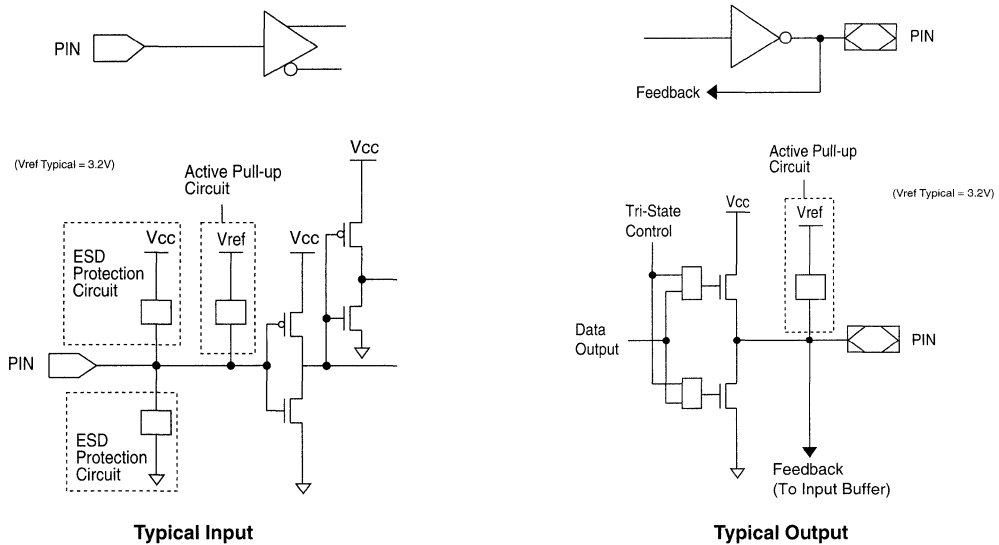 PIN
PIN
Feedback
(Vref Typical = 3.2V)
Active Pull-up
Circuit
Vcc
Vcc
Vref
Vcc
ESD
Protection
Circuit
PIN
ESD
Protection
Circuit
Typical Input
Active Pull-up
Circuit
(Vref Typical = 3.2V)
Tri-State
Control
Vcc
Vref
Data
Output
PIN
Feedback
(To Input Buffer)
Typical Output